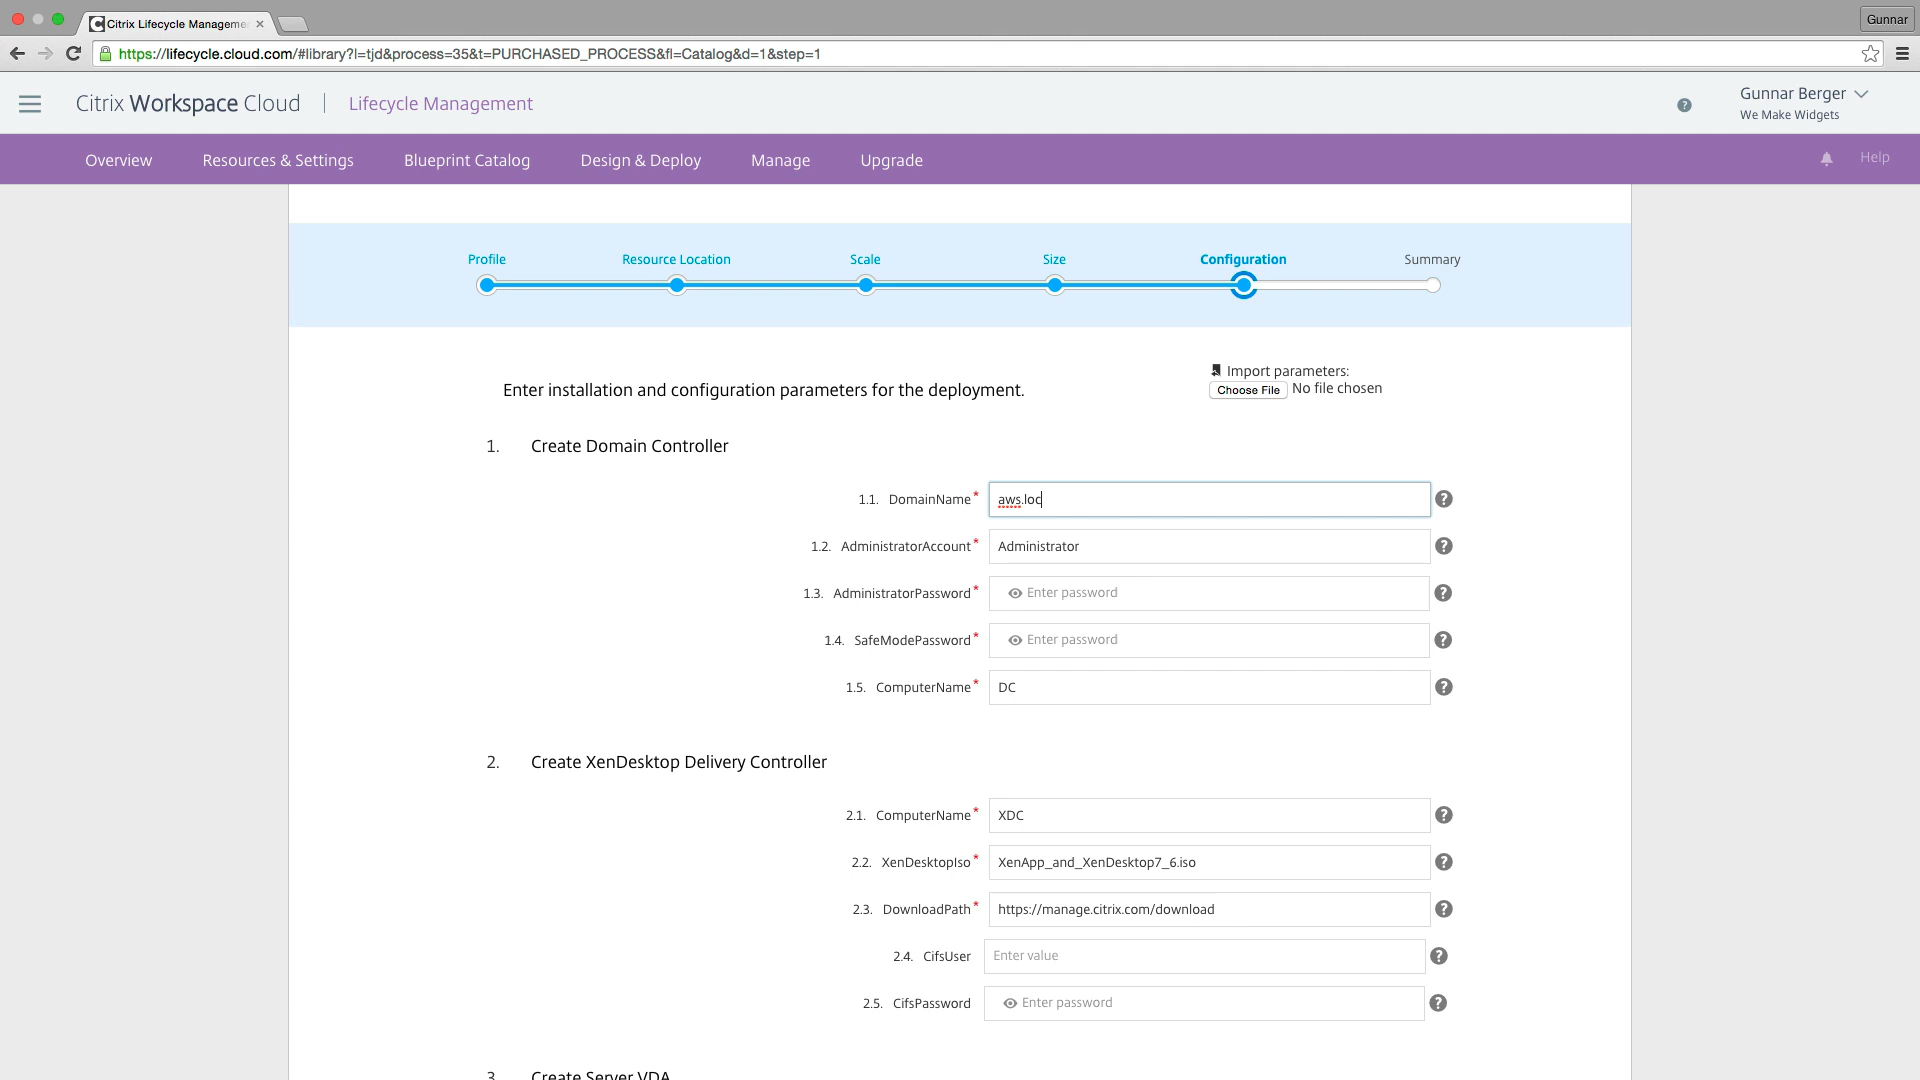 Citrix Lifecycle Manageme
Gunnar
https://lifecycle.cloud.com/#library?l=tjd&process=35&t=PURCHASED_PROCESS&fl=Catalog&d=1&step=1
Citrix Workspace Cloud
Lifecycle Management
Gunnar Berger
We Make Widgets
Overview
Resources & Settings
Blueprint Catalog
Design & Deploy
Manage
Upgrade
Help
Profile
Resource Location
Scale
Size
Configuration
Summary
Enter installation and configuration parameters for the deployment.
Import parameters:
Choose File No file chosen
1. Create Domain Controller
1.1. DomainName* aws.loc
1.2. AdministratorAccount* Administrator
1.3. AdministratorPassword* Enter password
1.4. SafeModePassword* Enter password
1.5. ComputerName* DC
2. Create XenDesktop Delivery Controller
2.1. ComputerName* XDC
2.2. XenDesktopIso* XenApp_and_XenDesktop7_6.iso
2.3. DownloadPath* https://manage.citrix.com/download
2.4. CifsUser Enter value
2.5. CifsPassword Enter password
3. Create Server VDA